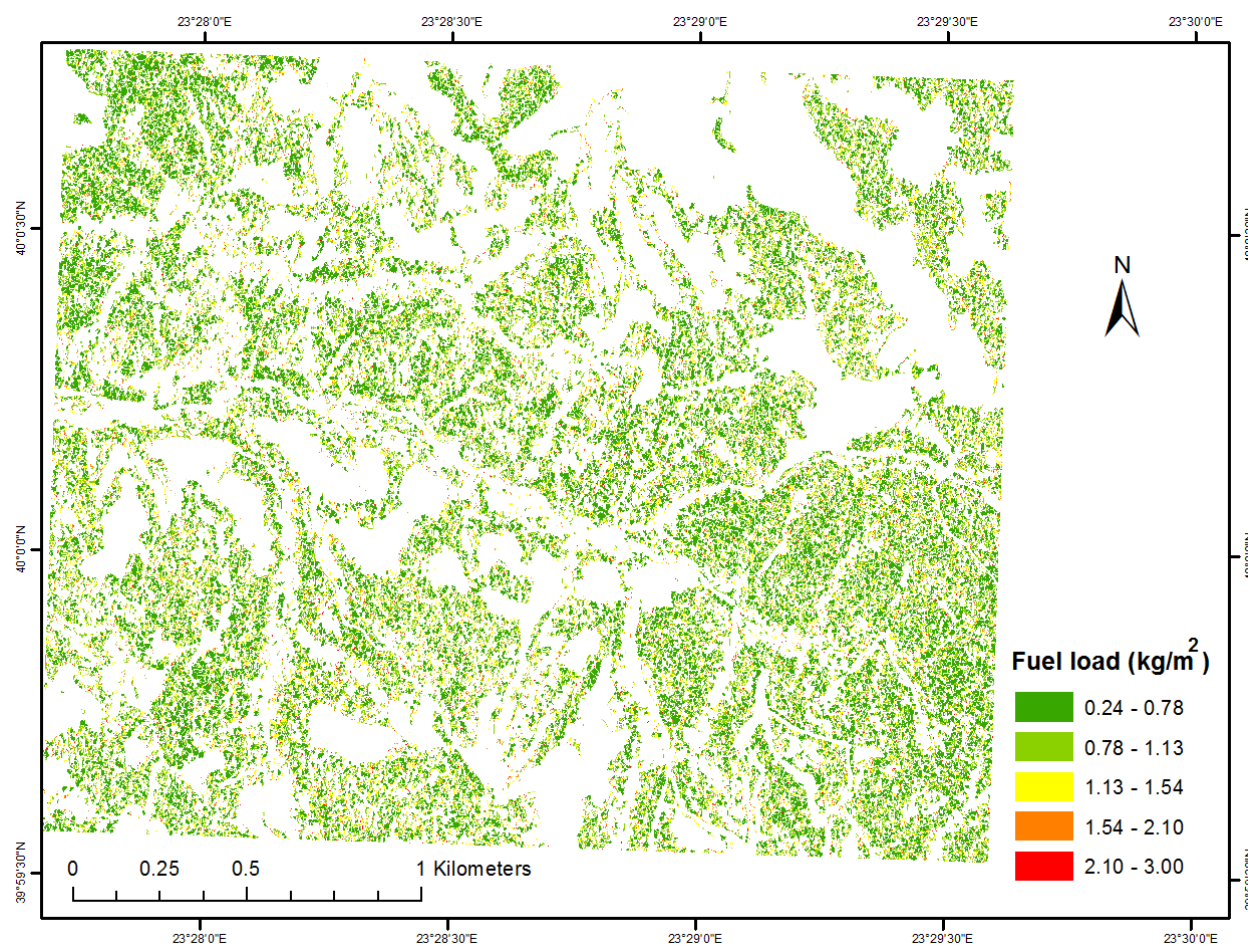 23°28'0"E 23°28'30"E 23°29'0"E 23°29'30"E 23°30'0"E
40°0'30"N
N
40°0'0"N
Fuel load (kg/m²)
0.24 - 0.78
0.78 - 1.13
1.13 - 1.54
1.54 - 2.10
2.10 - 3.00
0 0.25 0.5 1 Kilometers
39°59'30"N
23°28'0"E 23°28'30"E 23°29'0"E 23°29'30"E 23°30'0"E